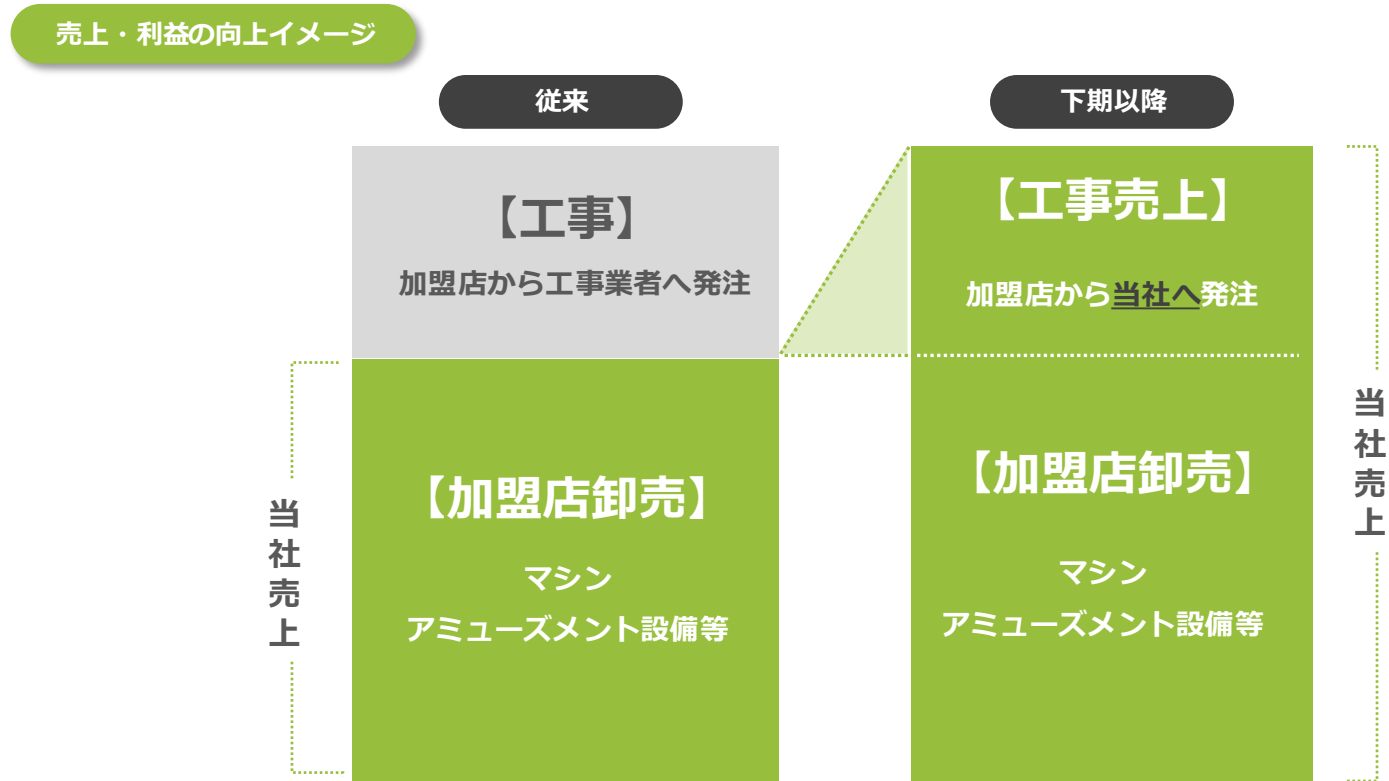 売上・利益の向上イメージ
従来
【工事】
加盟店から工事業者へ発注
【加盟店卸売】
マシン
アミューズメント設備等
当社売上
下期以降
【工事売上】
加盟店から当社へ発注
【加盟店卸売】
マシン
アミューズメント設備等
当社売上